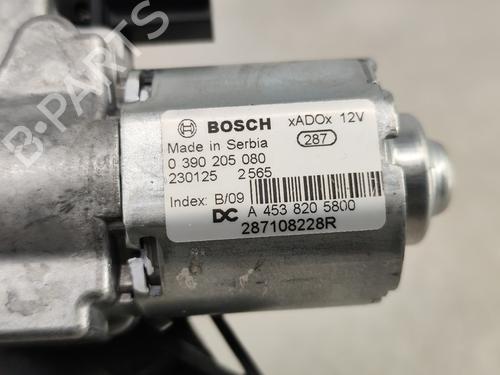 B-PARTS
BOSCH xADOx 12V
Made in Serbia 287
0 390 205 080
230125 2565
Index: B/09
DC A 453 820 5800
287108228R